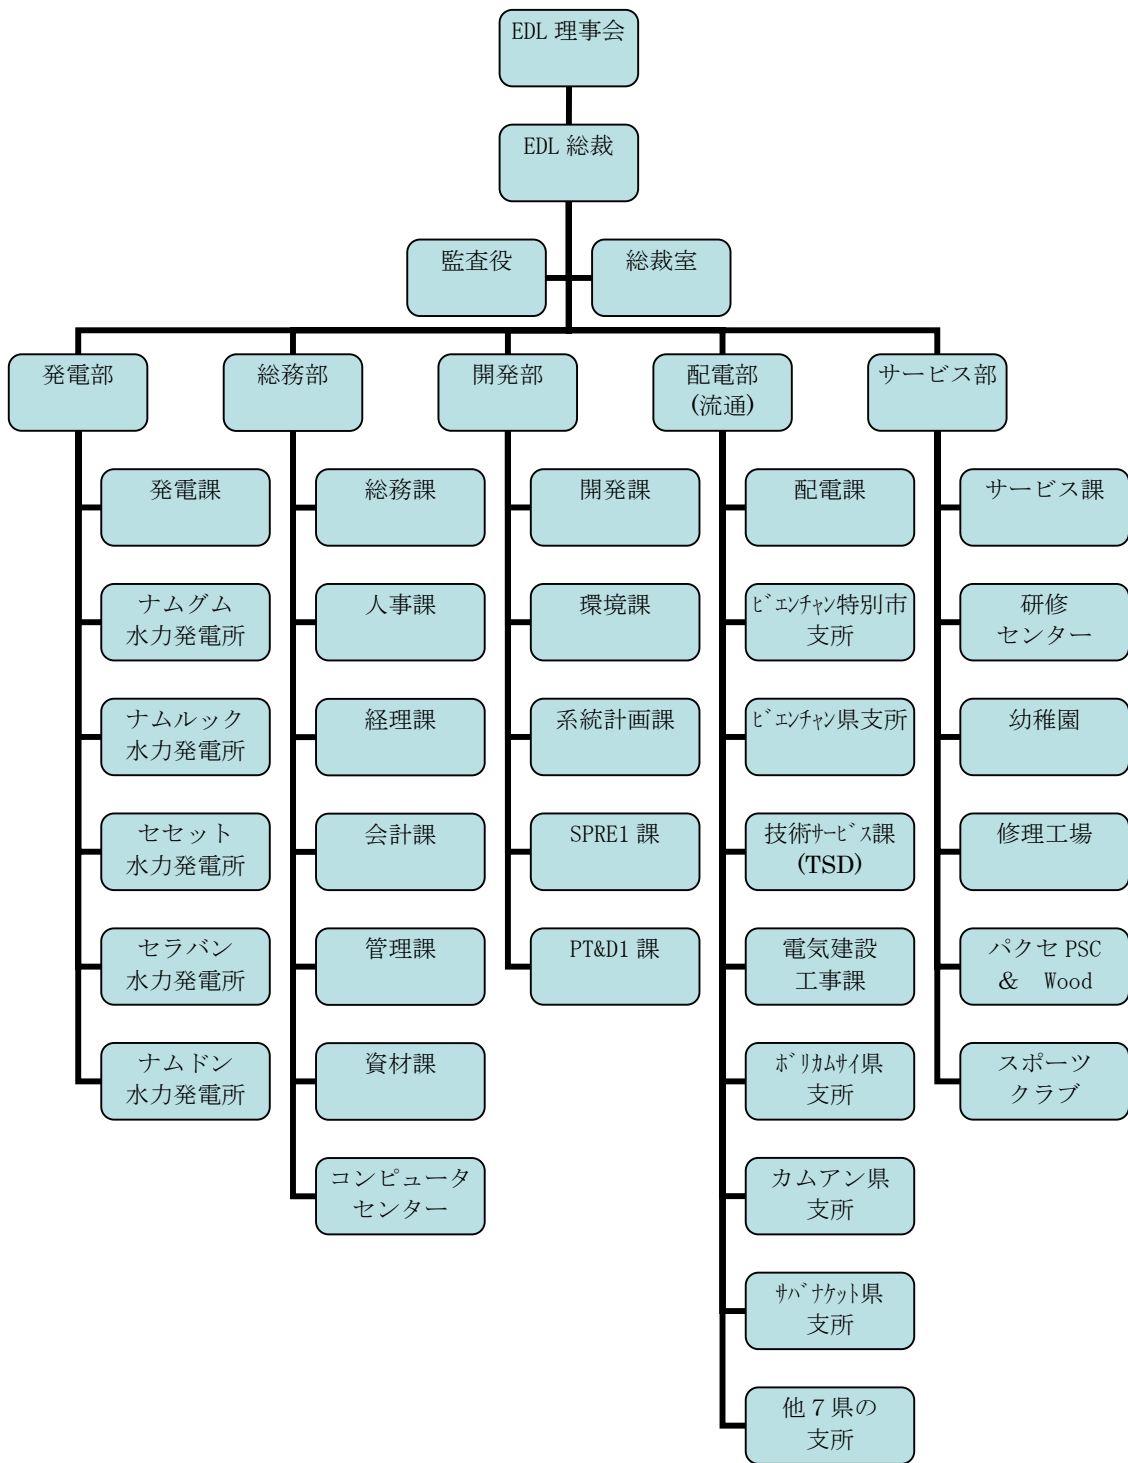 EDL 理事会
EDL 総裁
監査役
総裁室
発電部
総務部
開発部
配電部
(流通)
サービス部
発電課
ナムグム
水力発電所
ナムルック
水力発電所
セセット
水力発電所
セラバン
水力発電所
ナムドン
水力発電所
総務課
人事課
経理課
会計課
管理課
資材課
コンピュータ
センター
開発課
環境課
系統計画課
SPRE1 課
PT&D1 課
配電課
ﾋﾞｴﾝﾁｬﾝ特別市
支所
ﾋﾞｴﾝﾁｬﾝ県支所
技術ｻｰﾋﾞｽ課
(TSD)
電気建設
工事課
ﾎﾞﾘｶﾑｻｲ県
支所
カムアン県
支所
ｻﾊﾞﾅｹｯﾄ県
支所
他７県の
支所
サービス課
研修
センター
幼稚園
修理工場
パクセ PSC
＆　Wood
スポーツ
クラブ